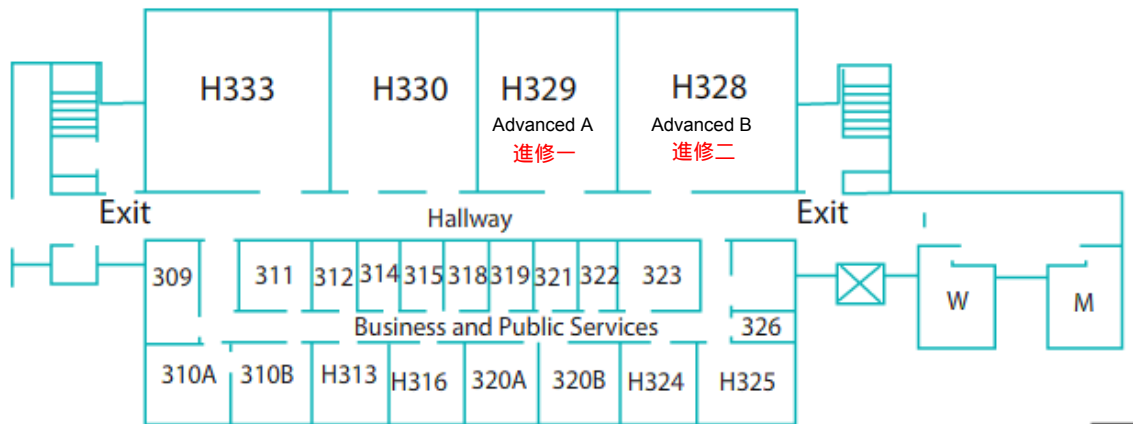 H333
H330
H329
Advanced A
進修一
H328
Advanced B
進修二
Exit
Hallway
Exit
309
311
312
314
315
318
319
321
322
323
Business and Public Services
326
W
M
310A
310B
H313
H316
320A
320B
H324
H325